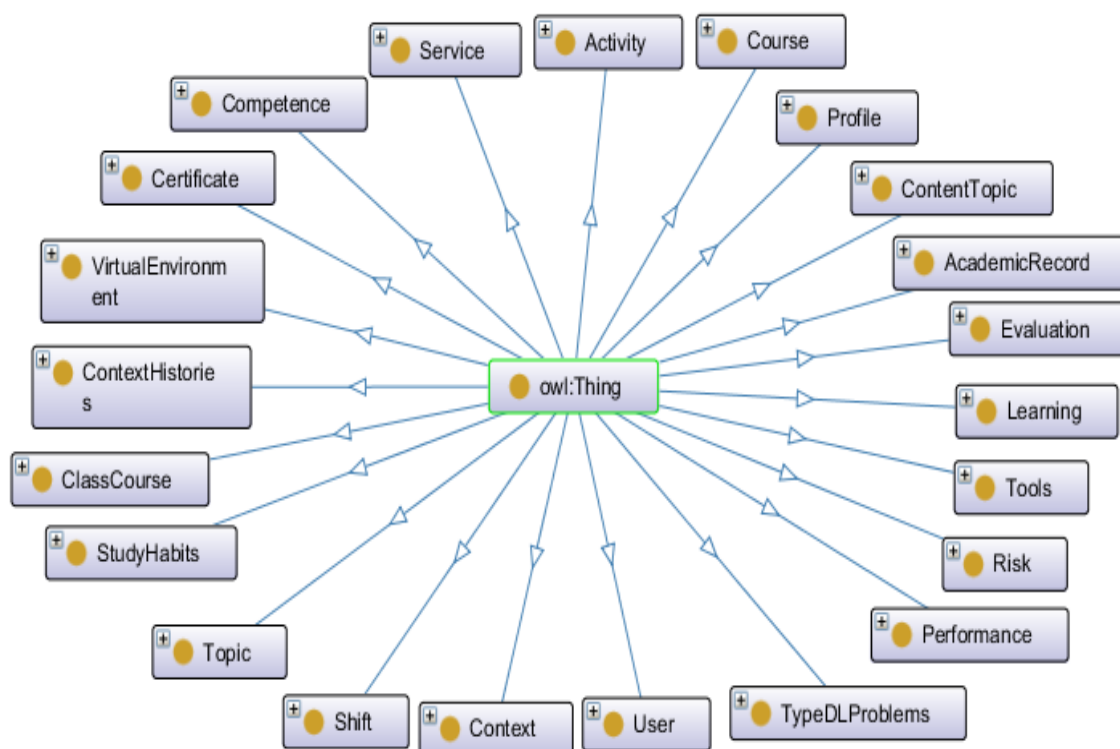 Activity
Course
Service
Competence
Profile
Certificate
ContentTopic
VirtualEnvironm
ent
AcademicRecord
Evaluation
ContextHistorie
s
owl:Thing
Learning
ClassCourse
Tools
StudyHabits
Risk
Performance
Topic
Shift
Context
User
TypeDLProblems